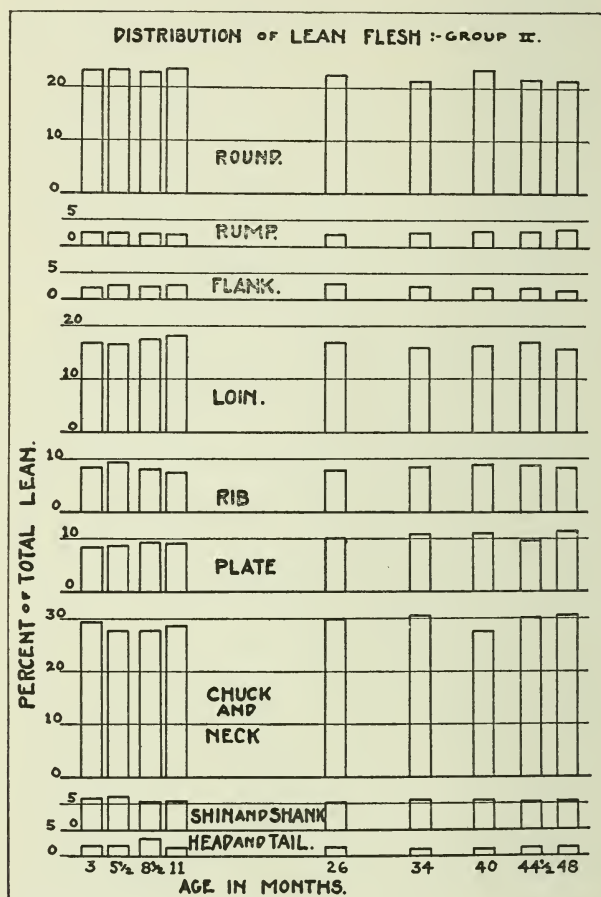 DISTRIBUTION OF LEAN FLESH :- GROUP II.
20
10
0
ROUND.
5
0
RUMP.
5
0
FLANK.
20
10
0
LOIN.
10
0
RIB
10
0
PLATE
30
20
10
0
CHUCK
AND
NECK
5
0
SHIN AND SHANK
5
0
HEAD AND TAIL.
3 5½ 8½ 11 26 34 40 44½ 48
AGE IN MONTHS.
PERCENT OF TOTAL LEAN.